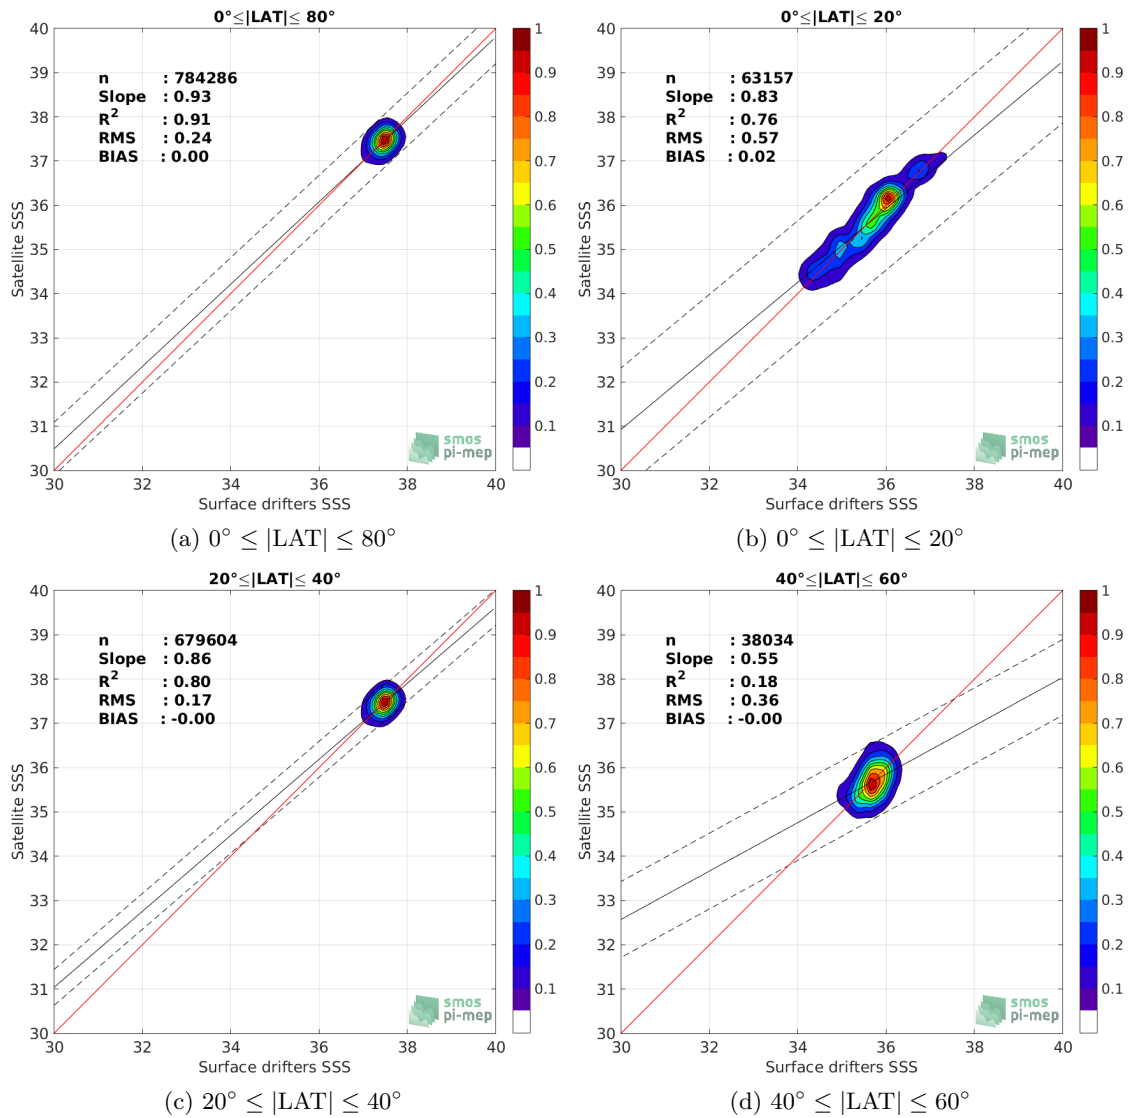 0°≤|LAT|≤ 80°
40
39
38
37
36
35
34
33
32
31
30
Satellite SSS
n : 784286
Slope : 0.93
R² : 0.91
RMS : 0.24
BIAS : 0.00
smos
pi-mep
30 32 34 36 38 40
Surface drifters SSS
1
0.9
0.8
0.7
0.6
0.5
0.4
0.3
0.2
0.1
(a) 0° ≤ |LAT| ≤ 80°
0°≤|LAT|≤ 20°
40
39
38
37
36
35
34
33
32
31
30
Satellite SSS
n : 63157
Slope : 0.83
R² : 0.76
RMS : 0.57
BIAS : 0.02
smos
pi-mep
30 32 34 36 38 40
Surface drifters SSS
1
0.9
0.8
0.7
0.6
0.5
0.4
0.3
0.2
0.1
(b) 0° ≤ |LAT| ≤ 20°
20°≤|LAT|≤ 40°
40
39
38
37
36
35
34
33
32
31
30
Satellite SSS
n : 679604
Slope : 0.86
R² : 0.80
RMS : 0.17
BIAS : -0.00
smos
pi-mep
30 32 34 36 38 40
Surface drifters SSS
1
0.9
0.8
0.7
0.6
0.5
0.4
0.3
0.2
0.1
(c) 20° ≤ |LAT| ≤ 40°
40°≤|LAT|≤ 60°
40
39
38
37
36
35
34
33
32
31
30
Satellite SSS
n : 38034
Slope : 0.55
R² : 0.18
RMS : 0.36
BIAS : -0.00
smos
pi-mep
30 32 34 36 38 40
Surface drifters SSS
1
0.9
0.8
0.7
0.6
0.5
0.4
0.3
0.2
0.1
(d) 40° ≤ |LAT| ≤ 60°